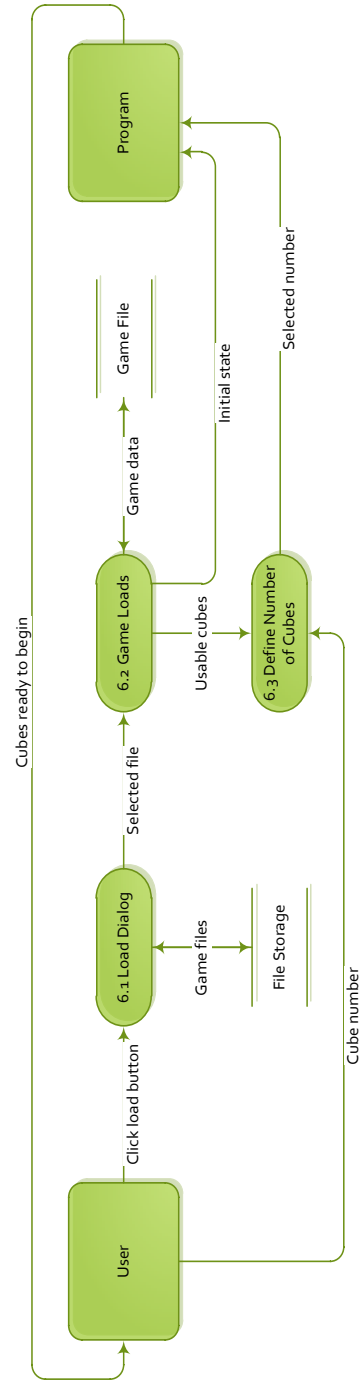 Cubes ready to begin
User
Click load button
6.1 Load Dialog
Selected file
6.2 Game Loads
Game data
Game File
Program
Game files
File Storage
Usable cubes
Initial state
6.3 Define Number
of Cubes
Selected number
Cube number